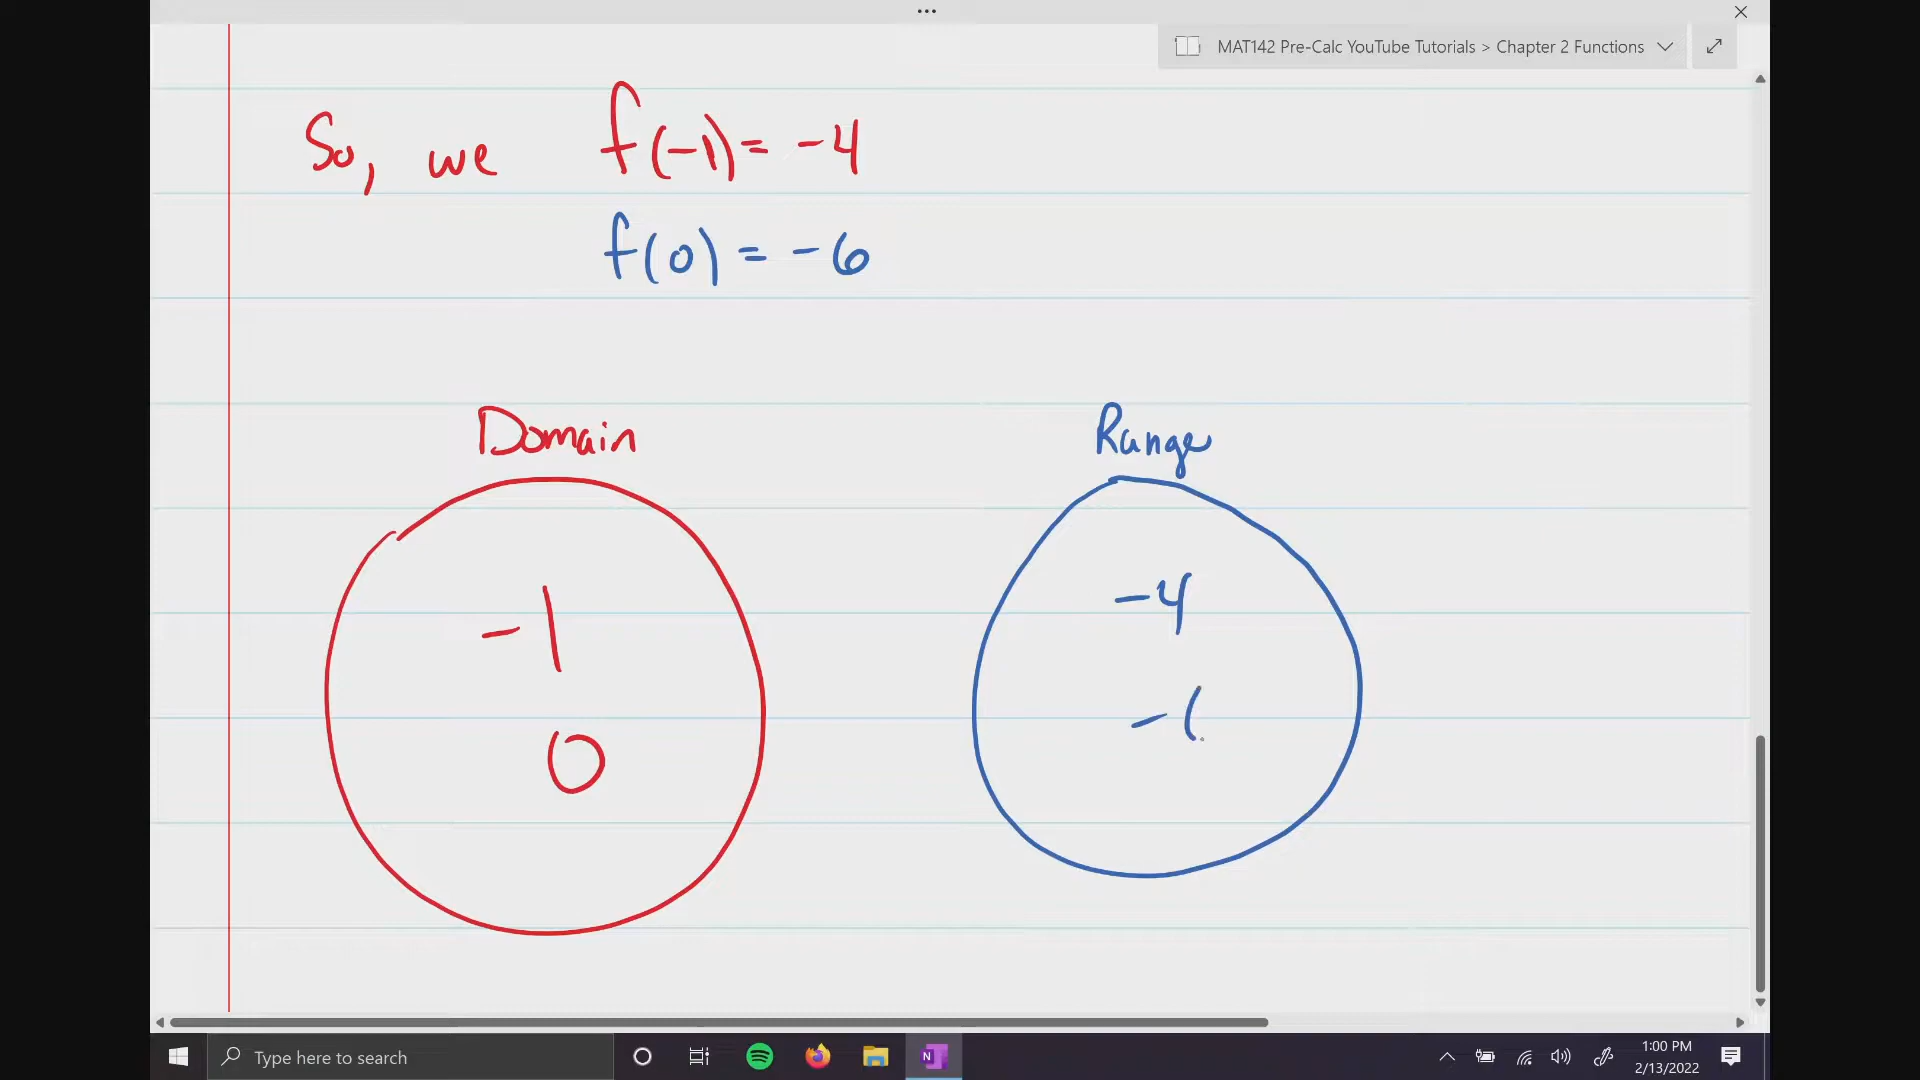 MAT142 Pre-Calc YouTube Tutorials > Chapter 2 Functions
So, we f(-1) = -4
f(0) = -6
Domain Range
-1 -4
0 -(
Type here to search
1:00 PM
2/13/2022